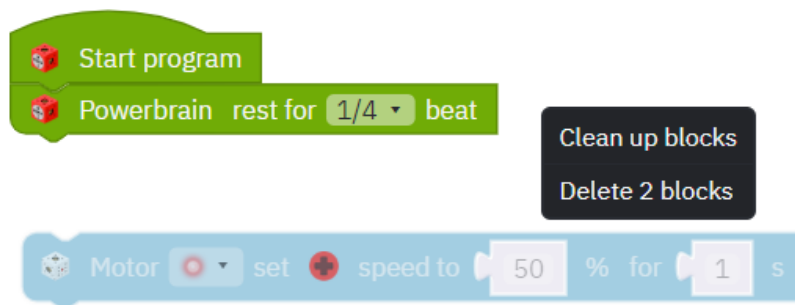 Start program
Powerbrain rest for 1/4 beat
Clean up blocks
Delete 2 blocks
Motor set speed to 50 % for 1 s